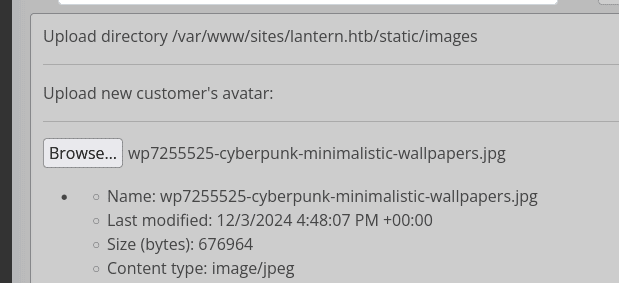 Upload directory /var/www/sites/lantern.htb/static/images
Upload new customer's avatar:
Browse... wp7255525-cyberpunk-minimalistic-wallpapers.jpg
Name: wp7255525-cyberpunk-minimalistic-wallpapers.jpg
Last modified: 12/3/2024 4:48:07 PM +00:00
Size (bytes): 676964
Content type: image/jpeg